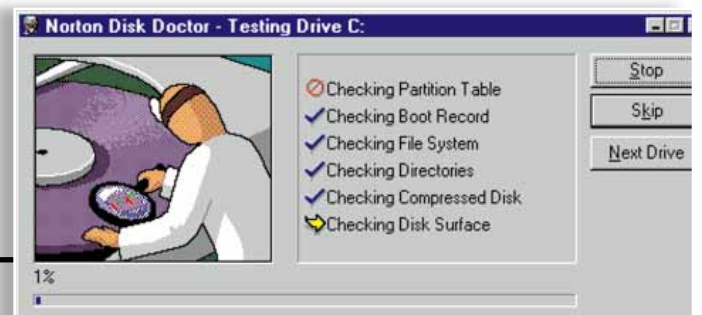 Norton Disk Doctor - Testing Drive C:
Checking Partition Table
Checking Boot Record
Checking File System
Checking Directories
Checking Compressed Disk
Checking Disk Surface
Stop
Skip
Next Drive
1%